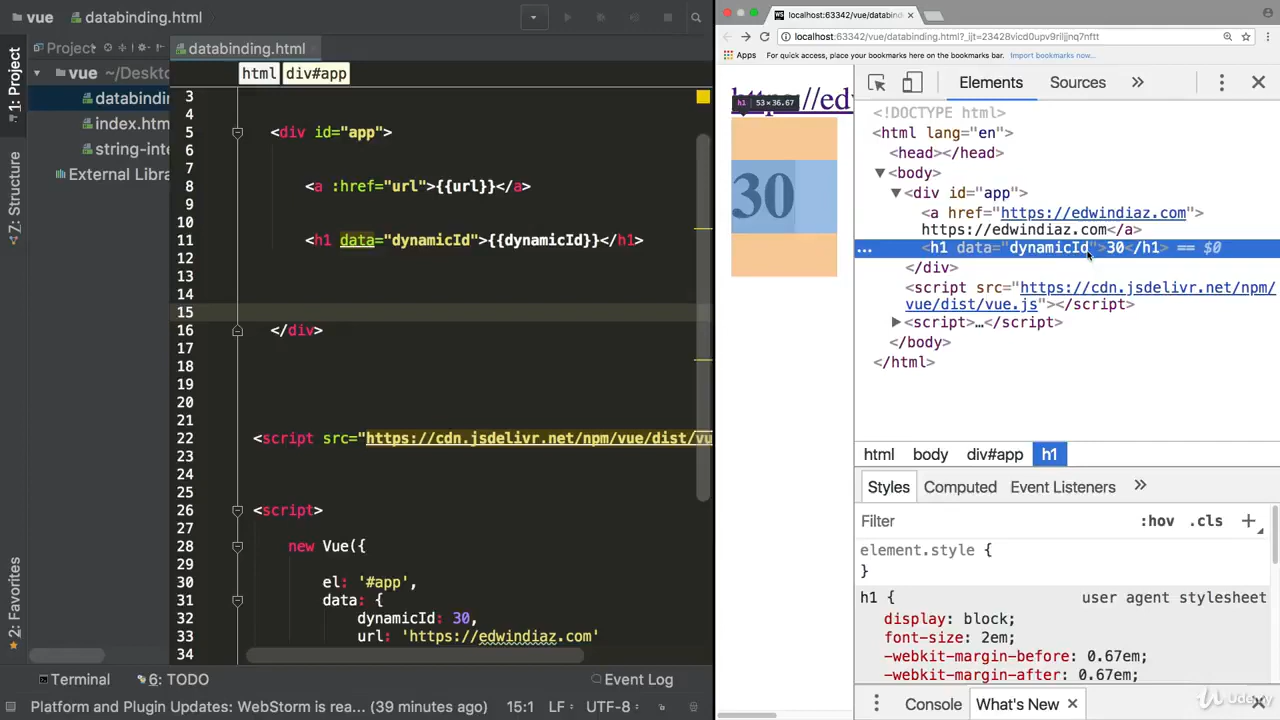 vue
databinding.html
Project
databinding.html
vue ~/Deskto
html
div#app
databindin
index.htm
string-inte
External Libra
1: Project
7: Structure
2: Favorites
3
4
5 <div id="app">
6
7
8 <a :href="url">{{url}}</a>
9
10
11 <h1 data="dynamicId">{{dynamicId}}</h1>
12
13
14
15
16 </div>
17
18
19
20
21
22 <script src="https://cdn.jsdelivr.net/npm/vue/dist/vu
23
24
25
26 <script>
27
28 new Vue({
29
30 el: '#app',
31 data: {
32 dynamicId: 30,
33 url: 'https://edwindiaz.com'
34
Terminal
6: TODO
Event Log
Platform and Plugin Updates: WebStorm is rea... (39 minutes ago)
15:1 LF÷ UTF-8÷
localhost:63342/vue/databind
Apps
For quick access, place your bookmarks here on the bookmarks bar.
Import bookmarks now...
https://edw
h1 53×36.67
30
Elements
Sources
<!DOCTYPE html>
<html lang="en">
<head></head>
<body>
<div id="app">
<a href="https://edwindiaz.com">
https://edwindiaz.com</a>
... <h1 data="dynamicId">30</h1> == $0
</div>
<script src="https://cdn.jsdelivr.net/npm/
vue/dist/vue.js"></script>
<script>…</script>
</body>
</html>
html
body
div#app
h1
Styles
Computed
Event Listeners
Filter
:hov
.cls
element.style {
}
h1 {
user agent stylesheet
display: block;
font-size: 2em;
-webkit-margin-before: 0.67em;
-webkit-margin-after: 0.67em;
Console
What's New
Udemy